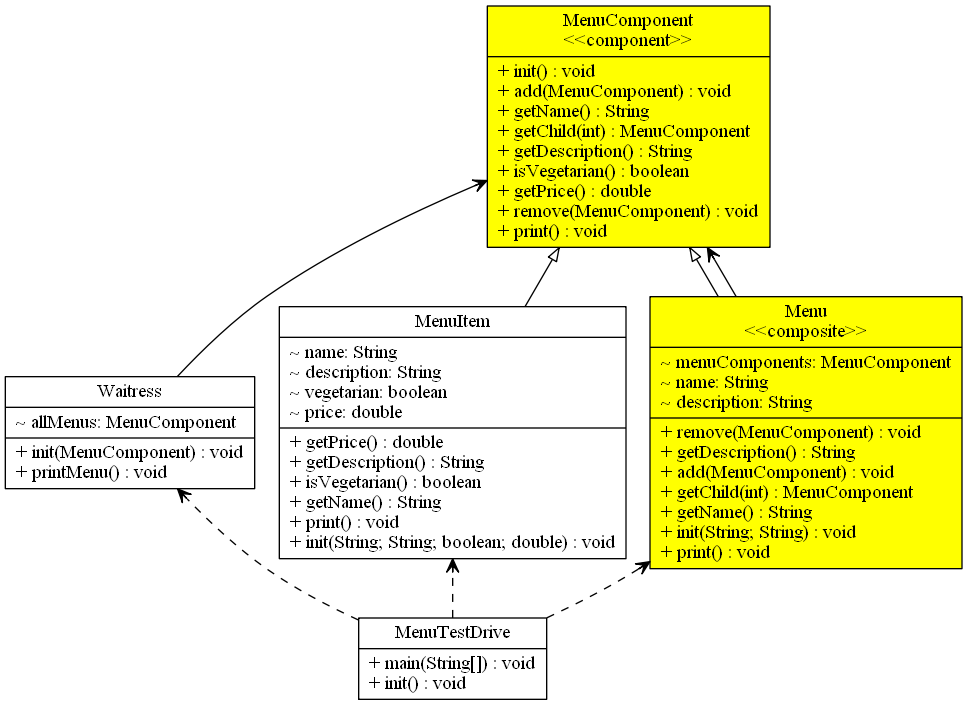 MenuComponent
<<component>>
+ init() : void
+ add(MenuComponent) : void
+ getName() : String
+ getChild(int) : MenuComponent
+ getDescription() : String
+ isVegetarian() : boolean
+ getPrice() : double
+ remove(MenuComponent) : void
+ print() : void
Waitress
~ allMenus: MenuComponent
+ init(MenuComponent) : void
+ printMenu() : void
MenuItem
~ name: String
~ description: String
~ vegetarian: boolean
~ price: double
+ getPrice() : double
+ getDescription() : String
+ isVegetarian() : boolean
+ getName() : String
+ print() : void
+ init(String; String; boolean; double) : void
Menu
<<composite>>
~ menuComponents: MenuComponent
~ name: String
~ description: String
+ remove(MenuComponent) : void
+ getDescription() : String
+ add(MenuComponent) : void
+ getChild(int) : MenuComponent
+ getName() : String
+ init(String; String) : void
+ print() : void
MenuTestDrive
+ main(String[]) : void
+ init() : void